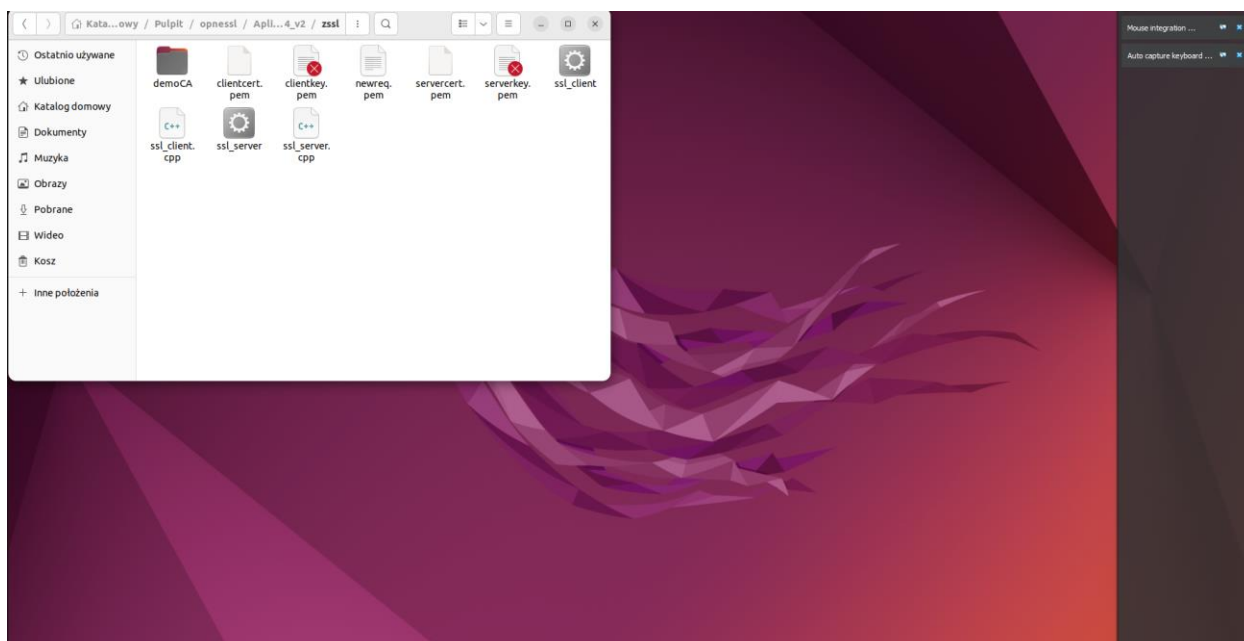 Kata...owy / Pulpit / opnessl / Apli...4_v2 / zssl
Ostatnio używane
Ulubione
Katalog domowy
Dokumenty
Muzyka
Obrazy
Pobrane
Wideo
Kosz
+ Inne położenia
demoCA
clientcert.
pem
clientkey.
pem
newreq.
pem
servercert.
pem
serverkey.
pem
ssl_client
C++
ssl_client.
cpp
ssl_server
C++
ssl_server.
cpp
Mouse integration ...
Auto capture keyboard ...